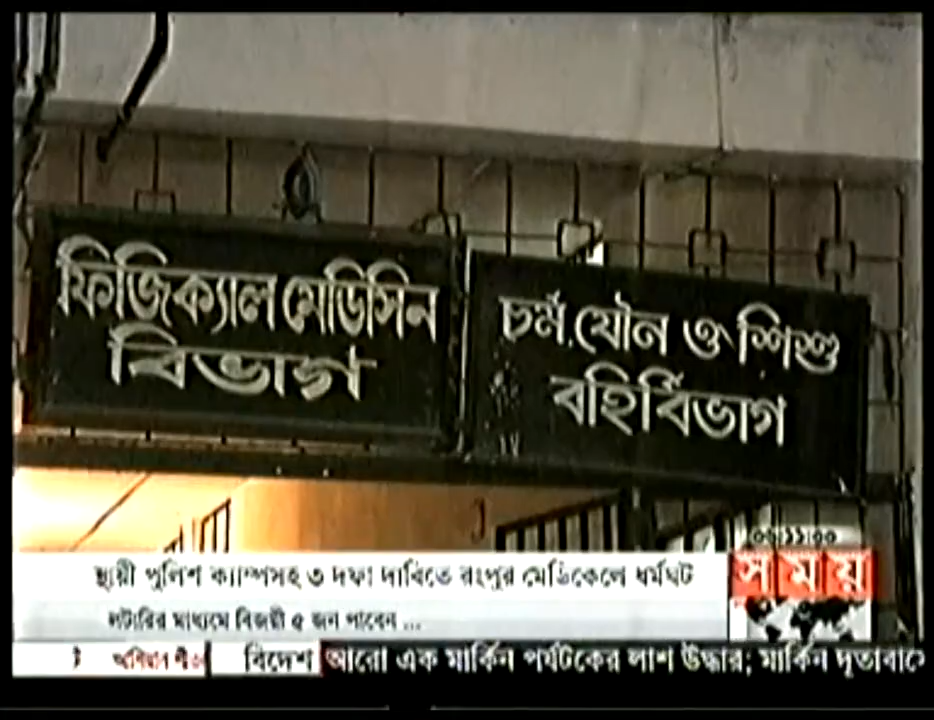 ফিজিক্যাল মেডিসিন
বিভাগ
চর্ম. যৌন ও শিশু
বহির্বিভাগ
স্থায়ী পুলিশ ক্যাম্পসহ ৩ দফা দাবিতে রংপুর মেডিকেলে ধর্মঘট
লটারির মাধ্যমে বিজয়ী ৫ জন পাবেন ...
সময়
বিদেশ আরো এক মার্কিন পর্যটকের লাশ উদ্ধার; মার্কিন দূতাবাসে